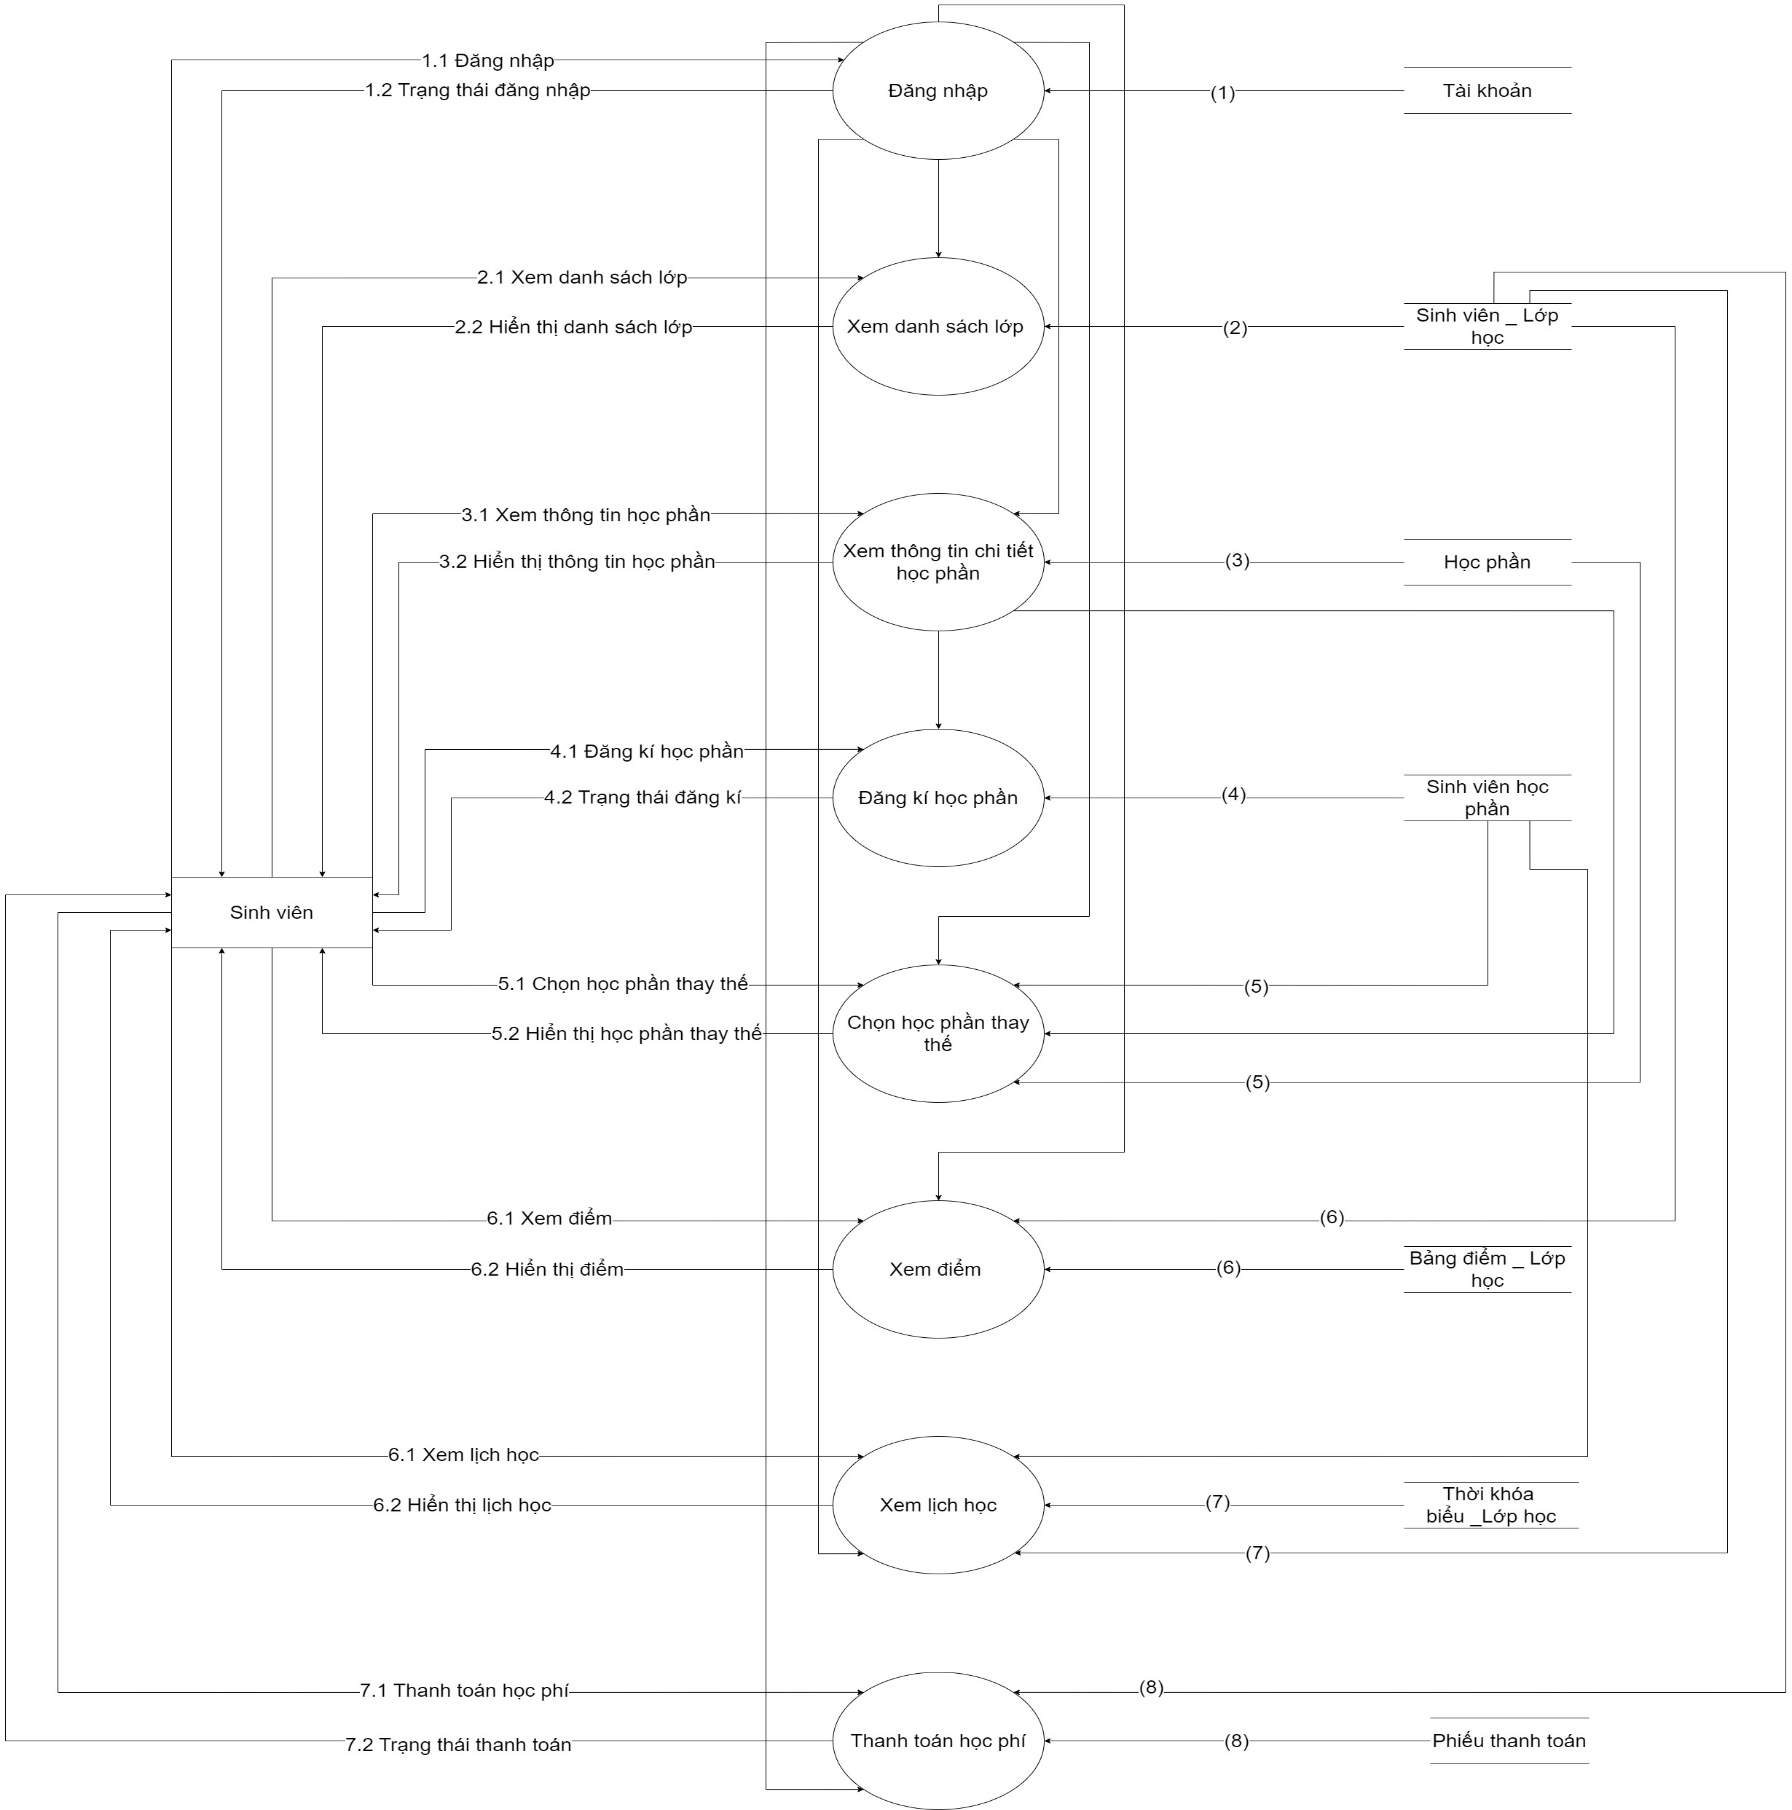 1.1 Đăng nhập
1.2 Trạng thái đăng nhập
Đăng nhập
(1)
Tài khoản
2.1 Xem danh sách lớp
2.2 Hiển thị danh sách lớp
Xem danh sách lớp
(2)
Sinh viên _ Lớp
học
3.1 Xem thông tin học phần
3.2 Hiển thị thông tin học phần
Xem thông tin chi tiết
học phần
(3)
Học phần
4.1 Đăng kí học phần
4.2 Trạng thái đăng kí
Đăng kí học phần
(4)
Sinh viên học
phần
Sinh viên
5.1 Chọn học phần thay thế
5.2 Hiển thị học phần thay thế
Chọn học phần thay
thế
(5)
(5)
6.1 Xem điểm
6.2 Hiển thị điểm
Xem điểm
(6)
(6)
Bảng điểm _ Lớp
học
6.1 Xem lịch học
6.2 Hiển thị lịch học
Xem lịch học
(7)
Thời khóa
biểu _Lớp học
(7)
7.1 Thanh toán học phí
7.2 Trạng thái thanh toán
Thanh toán học phí
(8)
(8)
Phiếu thanh toán